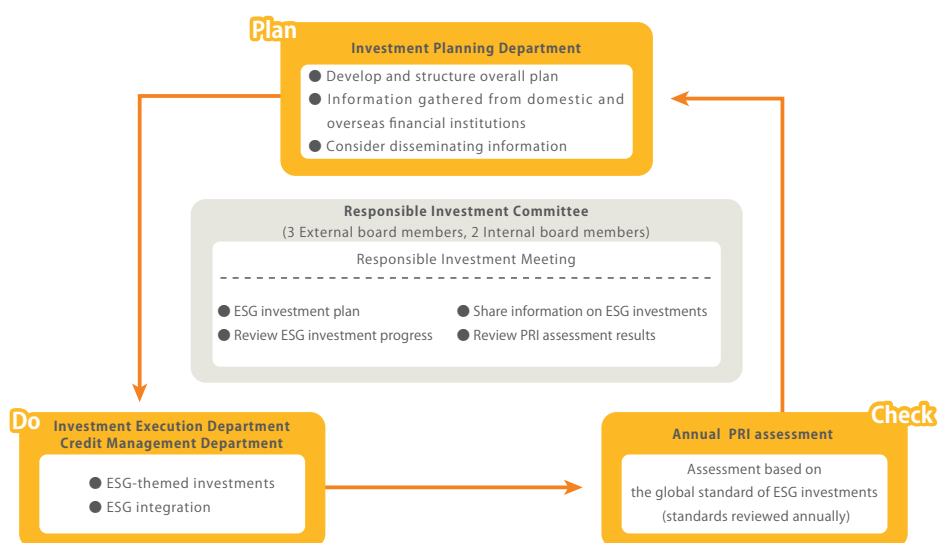 Plan
Investment Planning Department
● Develop and structure overall plan
● Information gathered from domestic and
overseas financial institutions
● Consider disseminating information
Responsible Investment Committee
(3 External board members, 2 Internal board members)
Responsible Investment Meeting
● ESG investment plan
● Review ESG investment progress
● Share information on ESG investments
● Review PRI assessment results
Do
Investment Execution Department
Credit Management Department
● ESG-themed investments
● ESG integration
Check
Annual PRI assessment
Assessment based on
the global standard of ESG investments
(standards reviewed annually)